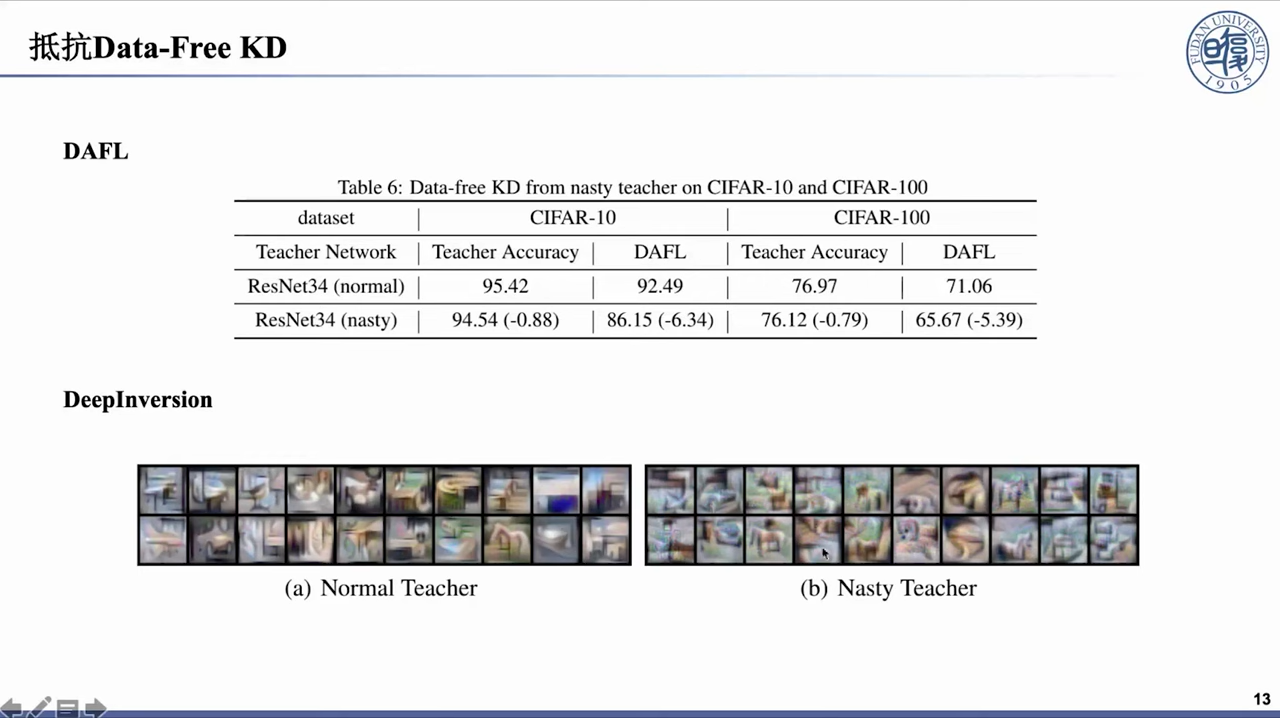 抵抗Data-Free KD
FUDAN UNIVERSITY
1905
DAFL
Table 6: Data-free KD from nasty teacher on CIFAR-10 and CIFAR-100
dataset CIFAR-10 CIFAR-100
Teacher Network Teacher Accuracy DAFL Teacher Accuracy DAFL
ResNet34 (normal) 95.42 92.49 76.97 71.06
ResNet34 (nasty) 94.54 (-0.88) 86.15 (-6.34) 76.12 (-0.79) 65.67 (-5.39)
DeepInversion
(a) Normal Teacher (b) Nasty Teacher
13